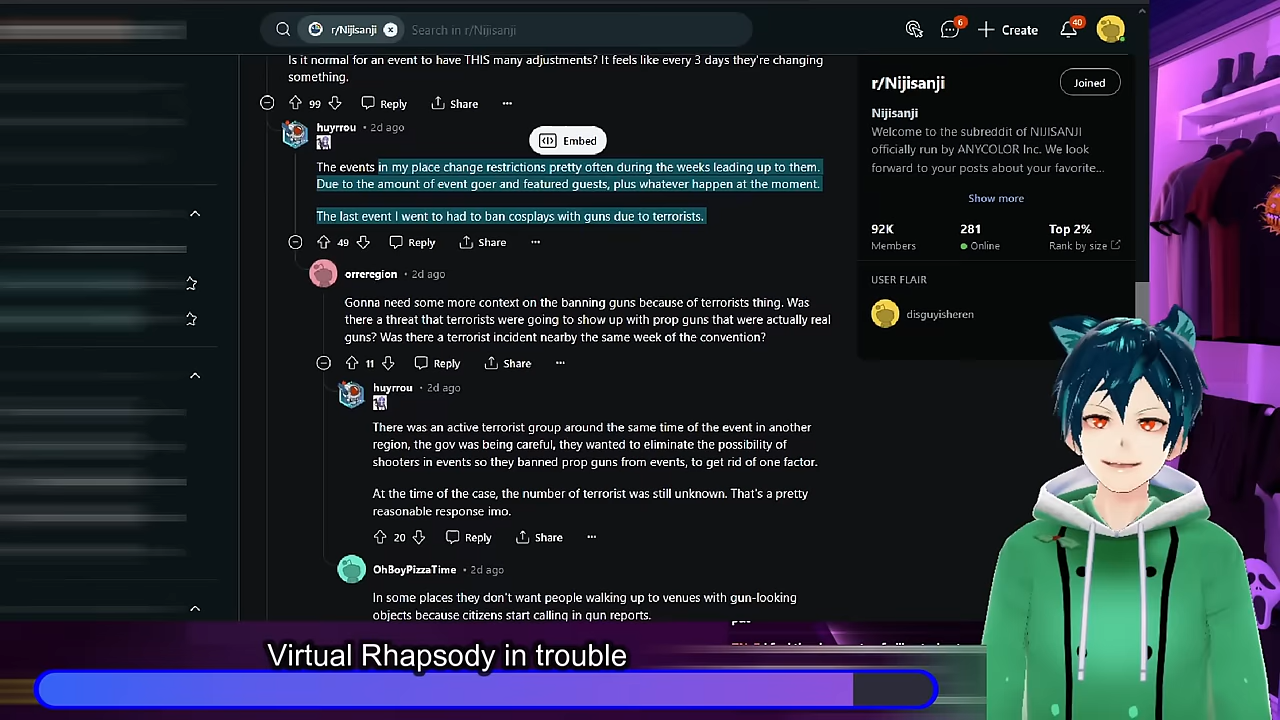 r/Nijisanji
Search in r/Nijisanji
6
Create
40
Is it normal for an event to have THIS many adjustments? It feels like every 3 days they're changing
something.
99
Reply
Share
huyrrou • 2d ago
Embed
The events in my place change restrictions pretty often during the weeks leading up to them.
Due to the amount of event goer and featured guests, plus whatever happen at the moment.
The last event I went to had to ban cosplays with guns due to terrorists.
49
Reply
Share
orreregion • 2d ago
Gonna need some more context on the banning guns because of terrorists thing. Was
there a threat that terrorists were going to show up with prop guns that were actually real
guns? Was there a terrorist incident nearby the same week of the convention?
11
Reply
Share
huyrrou • 2d ago
There was an active terrorist group around the same time of the event in another
region, the gov was being careful, they wanted to eliminate the possibility of
shooters in events so they banned prop guns from events, to get rid of one factor.
At the time of the case, the number of terrorist was still unknown. That's a pretty
reasonable response imo.
20
Reply
Share
OhBoyPizzaTime • 2d ago
In some places they don't want people walking up to venues with gun-looking
objects because citizens start calling in gun reports.
r/Nijisanji
Joined
Nijisanji
Welcome to the subreddit of NIJISANJI
officially run by ANYCOLOR Inc. We look
forward to your posts about your favorite...
Show more
92K
Members
281
Online
Top 2%
Rank by size
USER FLAIR
disguyisheren
Virtual Rhapsody in trouble